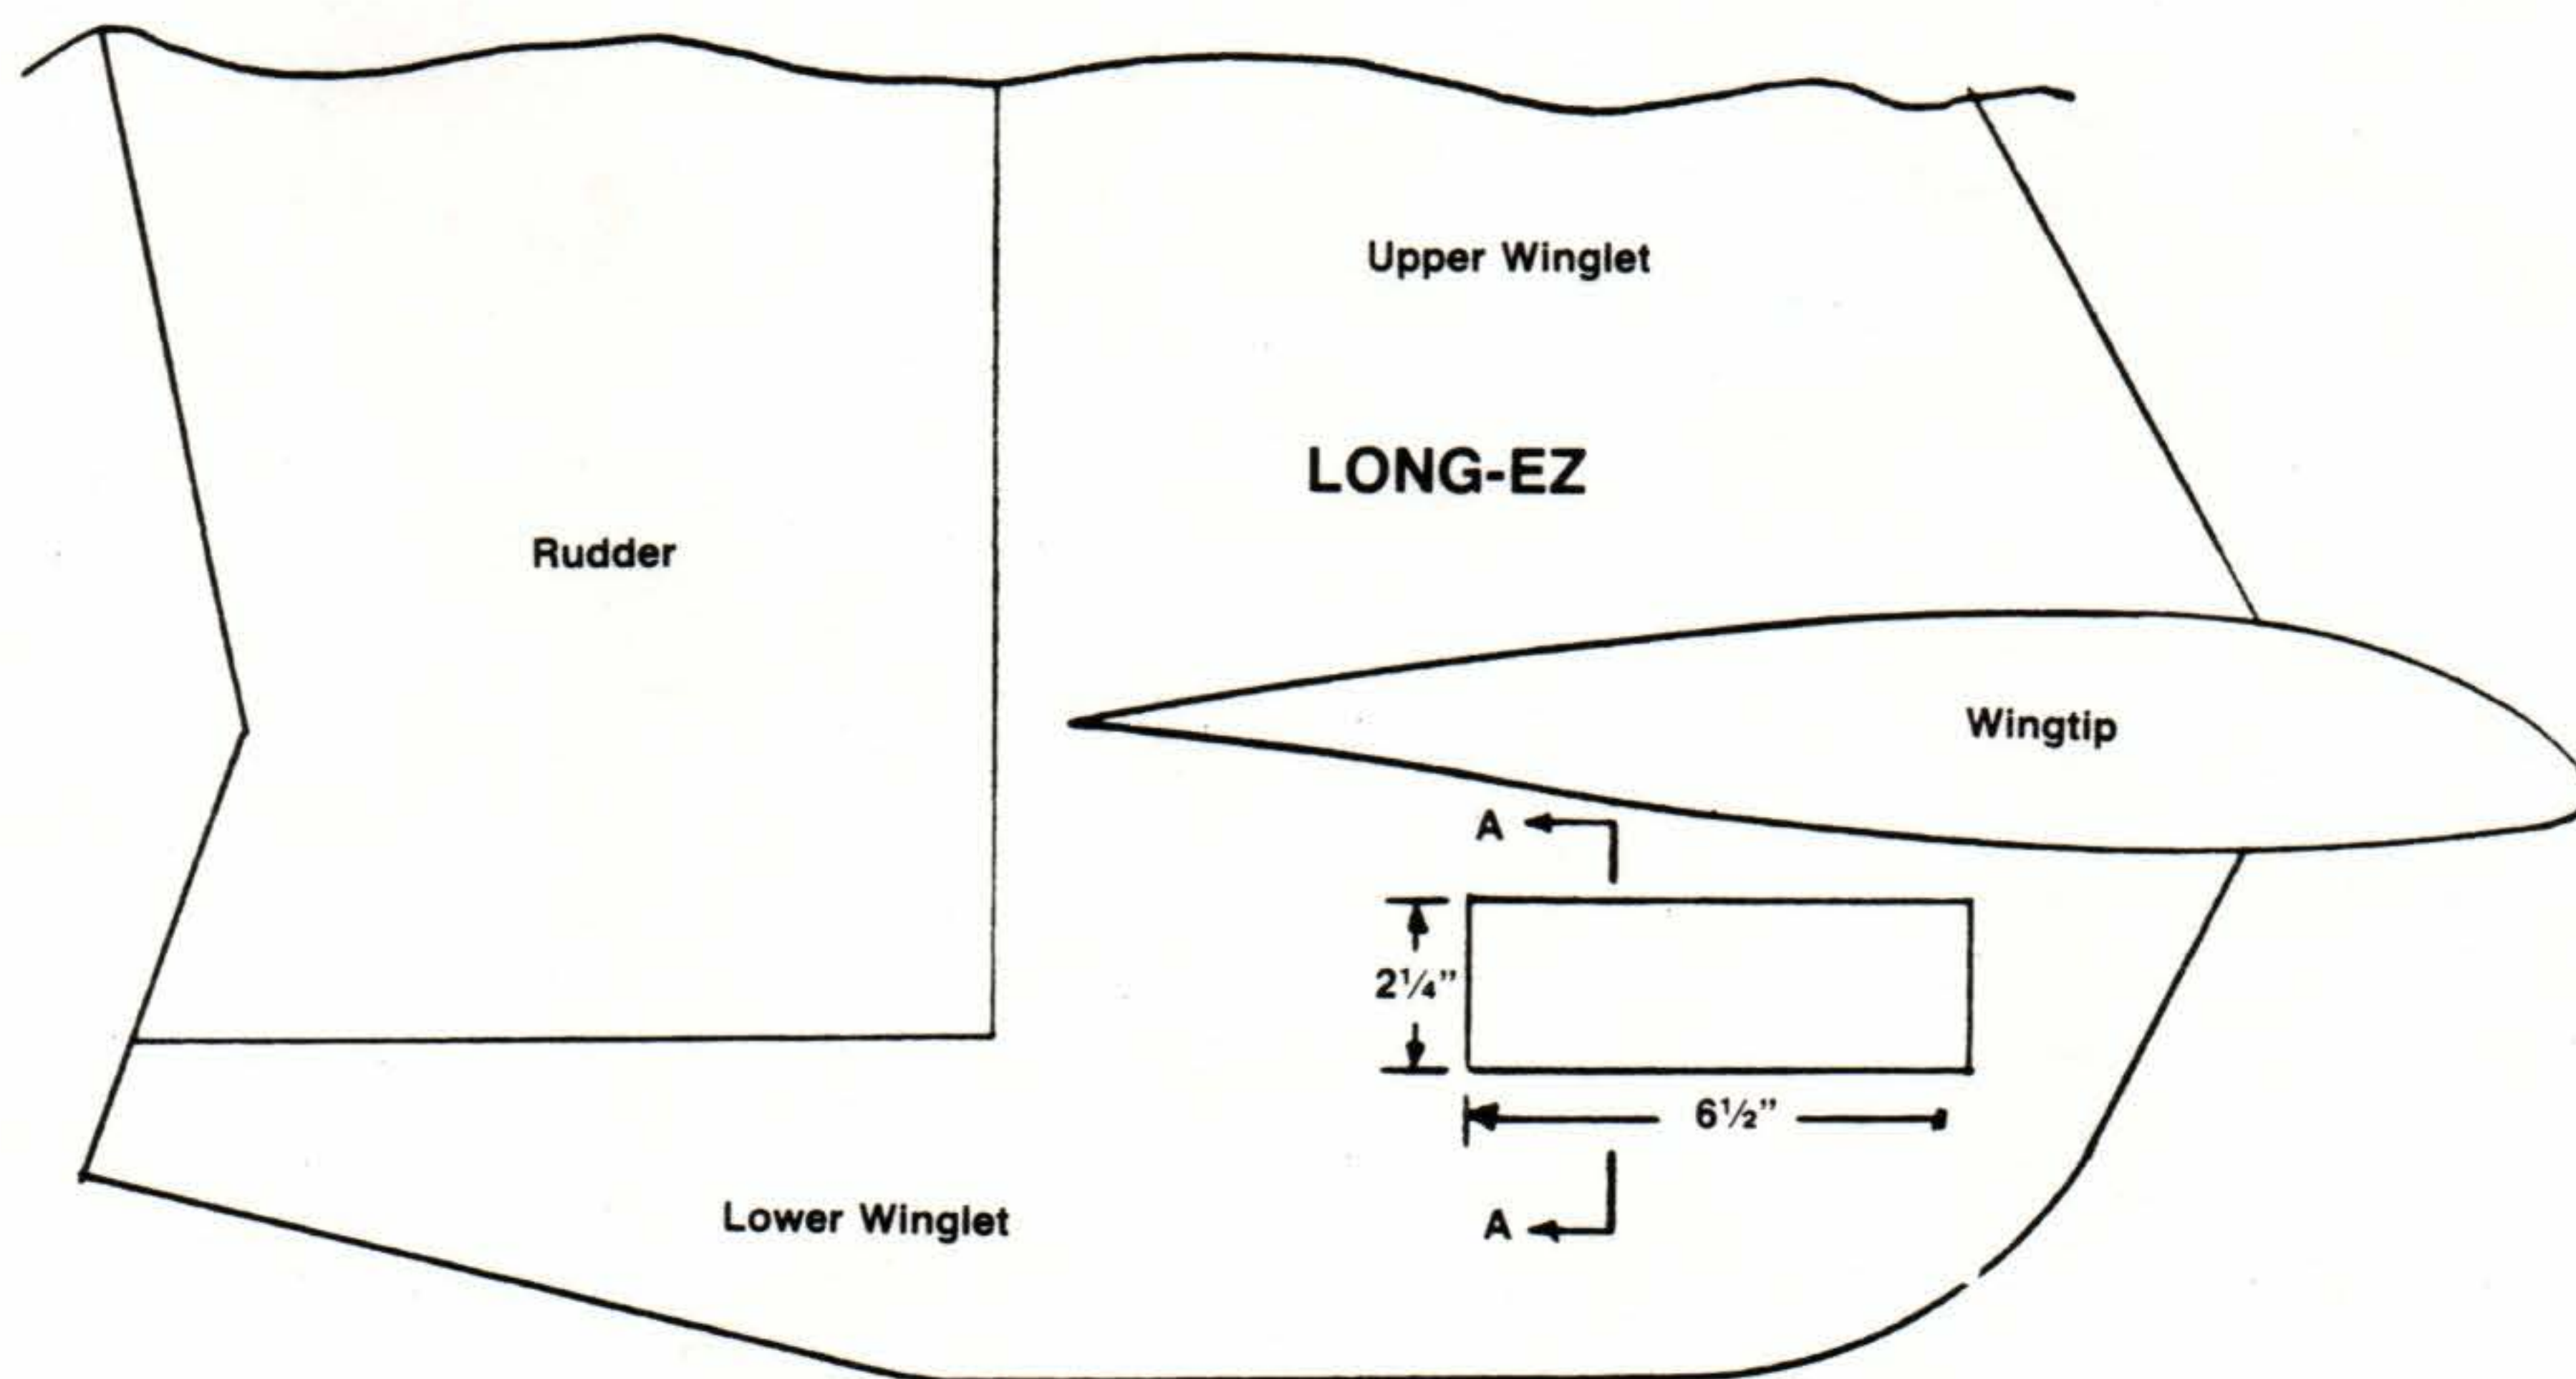 Upper Winglet
LONG-EZ
Rudder
Wingtip
A
2¼”
6½”
A
Lower Winglet